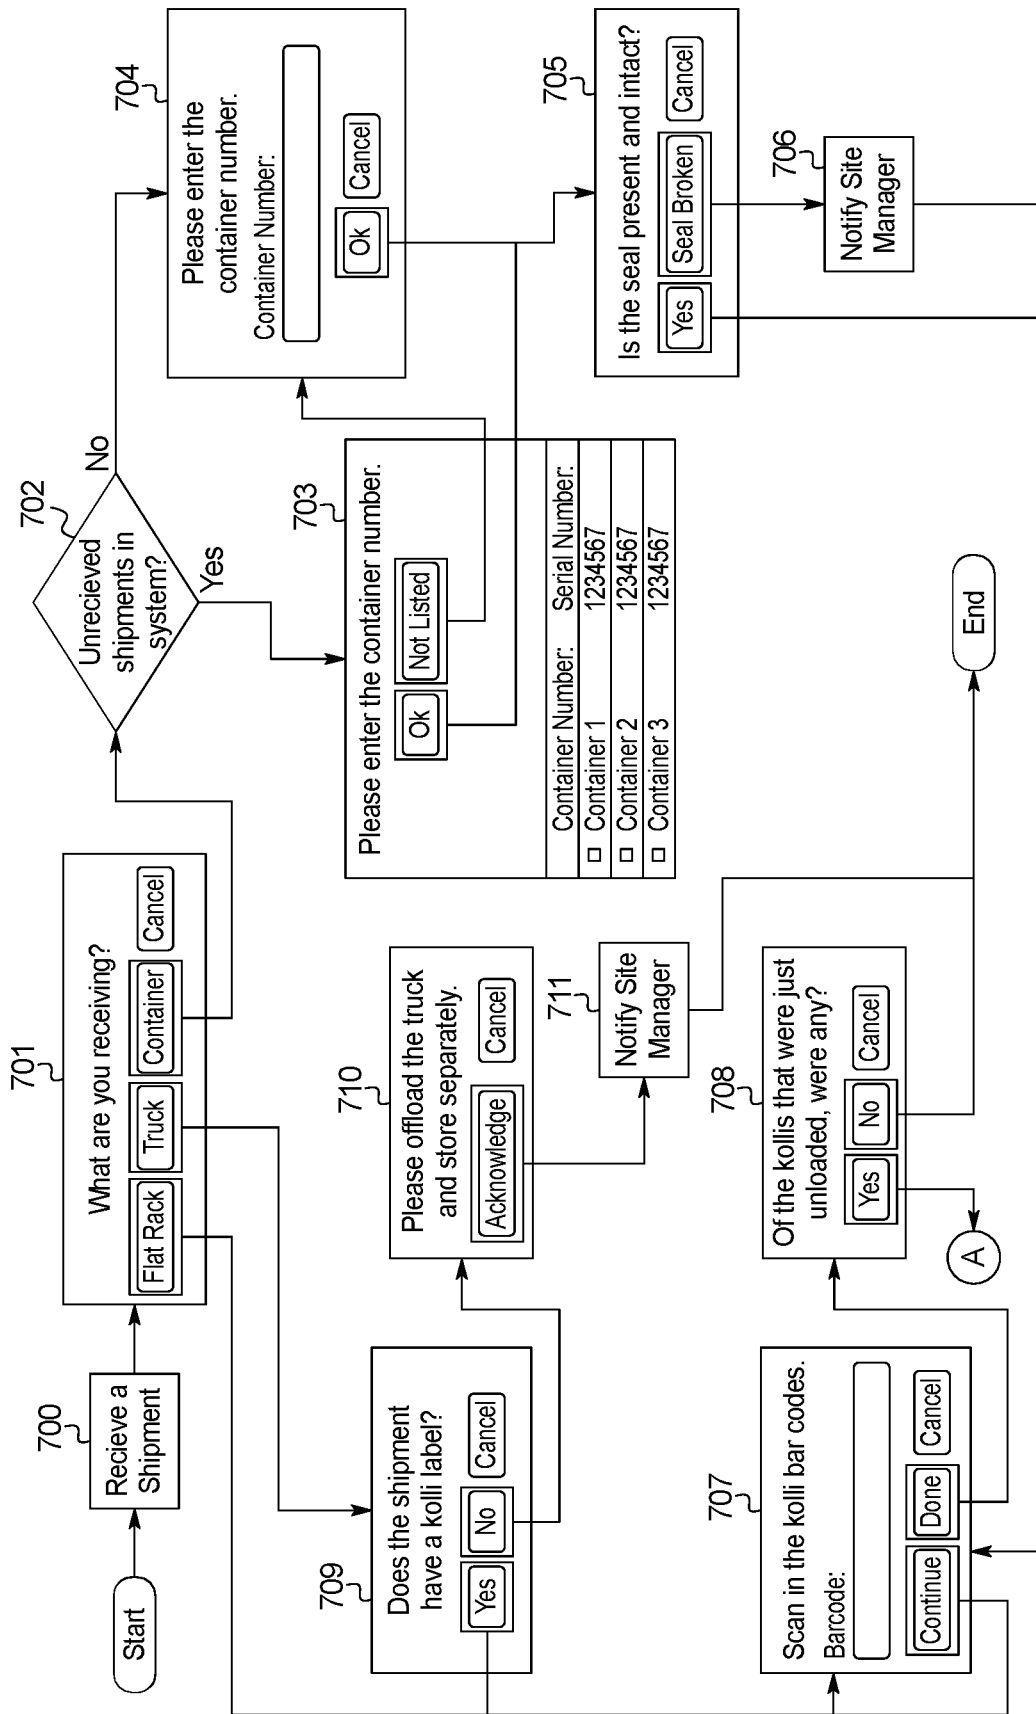 Start
700
Recieve a
Shipment
701
What are you receiving?
Flat Rack Truck Container Cancel
702
Unrecieved
shipments in
system?
No
Yes
703
Please enter the container number.
Ok Not Listed
Container Number: Serial Number:
Container 1 1234567
Container 2 1234567
Container 3 1234567
704
Please enter the
container number.
Container Number:
Ok Cancel
705
Is the seal present and intact?
Yes Seal Broken Cancel
706
Notify Site
Manager
709
Does the shipment
have a kolli label?
Yes No Cancel
710
Please offload the truck
and store separately.
Acknowledge Cancel
711
Notify Site
Manager
707
Scan in the kolli bar codes.
Barcode:
Continue Done Cancel
708
Of the kollis that were just
unloaded, were any?
Yes No Cancel
A
End